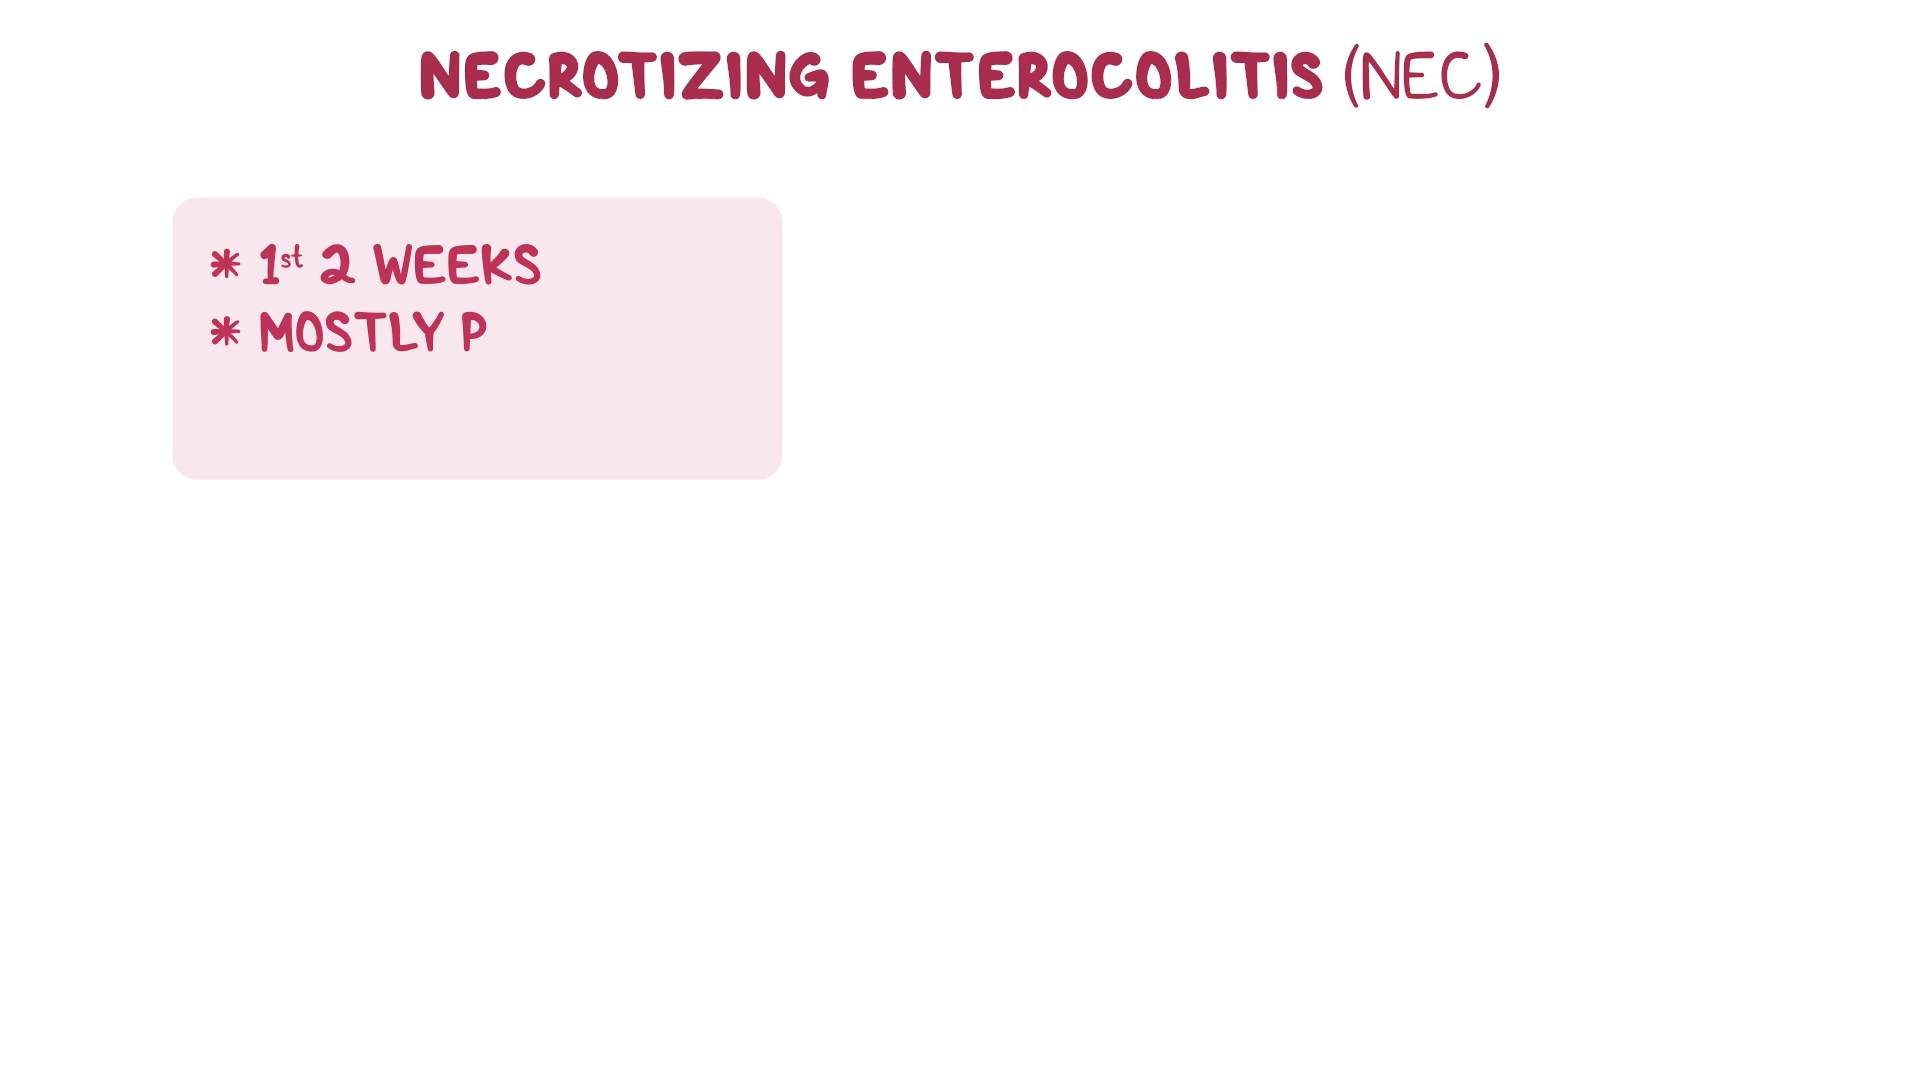 NECROTIZING ENTEROCOLITIS (NEC)
* 1st 2 WEEKS
* MOSTLY P